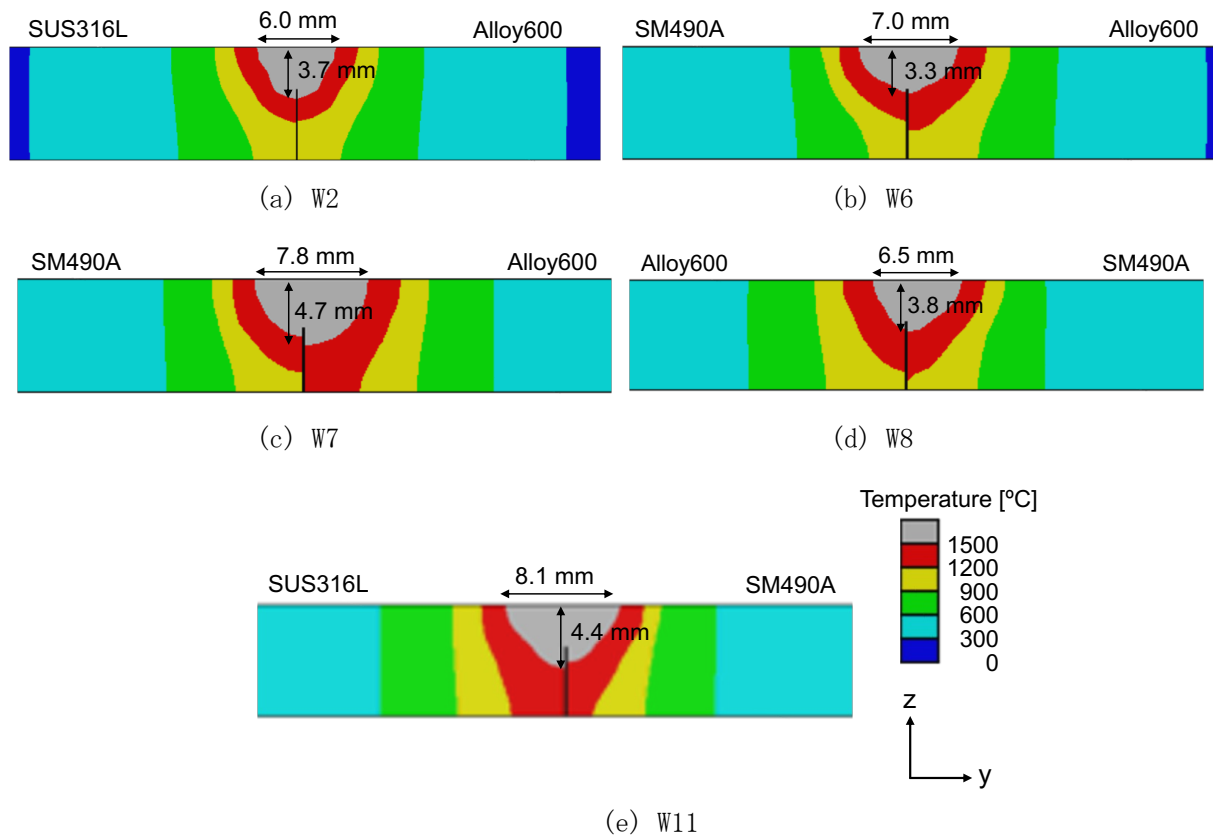 6.0 mm
SUS316L Alloy600
3.7 mm
(a) W2
7.0 mm
SM490A Alloy600
3.3 mm
(b) W6
7.8 mm
SM490A Alloy600
4.7 mm
(c) W7
6.5 mm
Alloy600 SM490A
3.8 mm
(d) W8
8.1 mm
SUS316L SM490A
4.4 mm
(e) W11
Temperature [ºC]
1500
1200
900
600
300
0
z
y